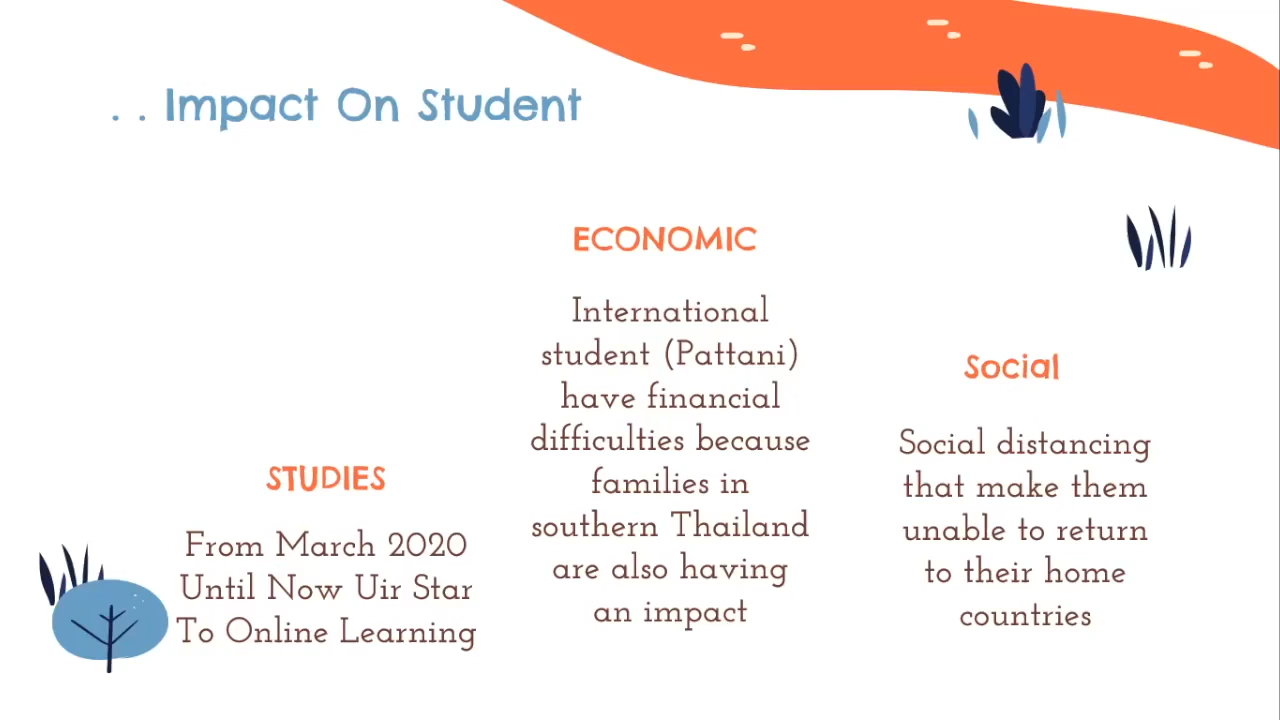 . . Impact On Student
STUDIES
From March 2020
Until Now Uir Star
To Online Learning
ECONOMIC
International
student (Pattani)
have financial
difficulties because
families in
southern Thailand
are also having
an impact
Social
Social distancing
that make them
unable to return
to their home
countries